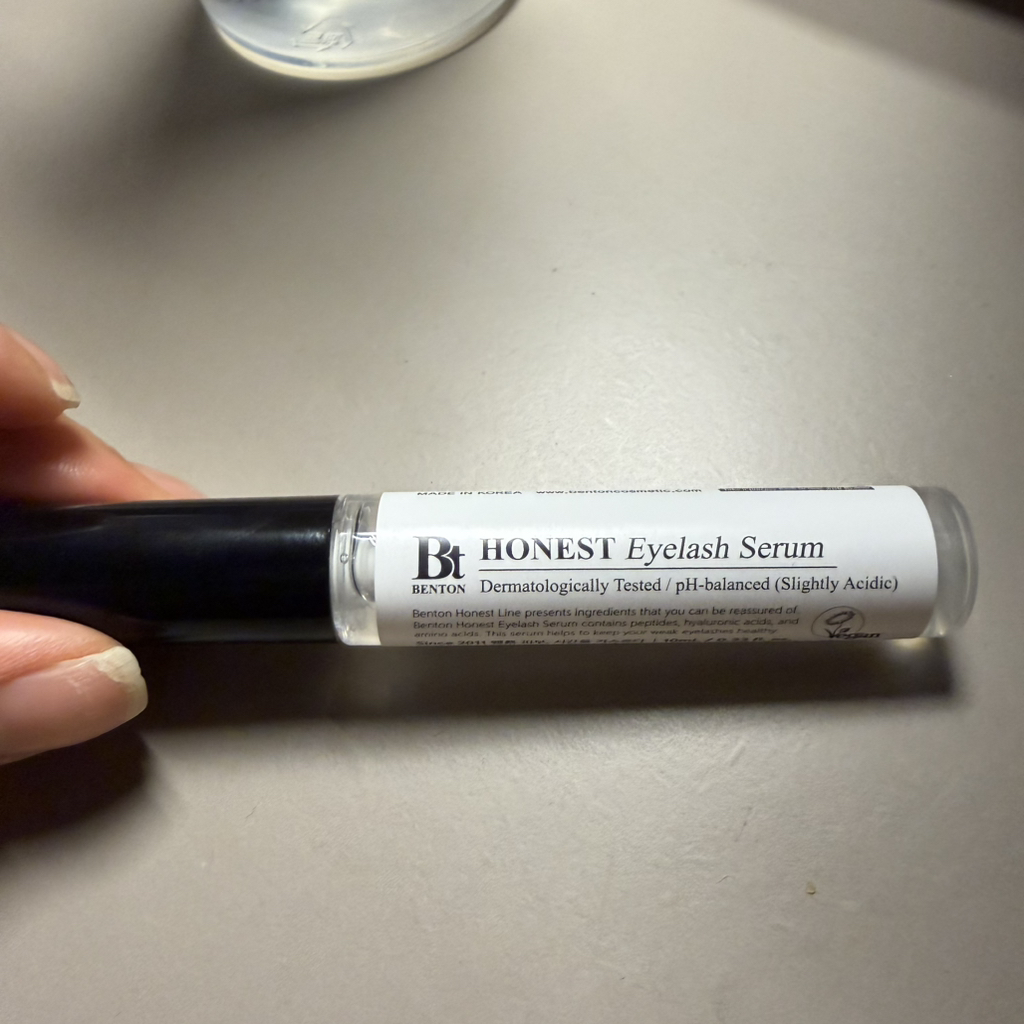 MADE IN KOREA www.bentoncosmetic.com
Bt
BENTON
HONEST Eyelash Serum
Dermatologically Tested / pH-balanced (Slightly Acidic)
Benton Honest Line presents ingredients that you can be reassured of.
Benton Honest Eyelash Serum contains peptides, hyaluronic acids, and
amino acids. This serum helps to keep your weak eyelashes healthy.
Vegan
Since 2011